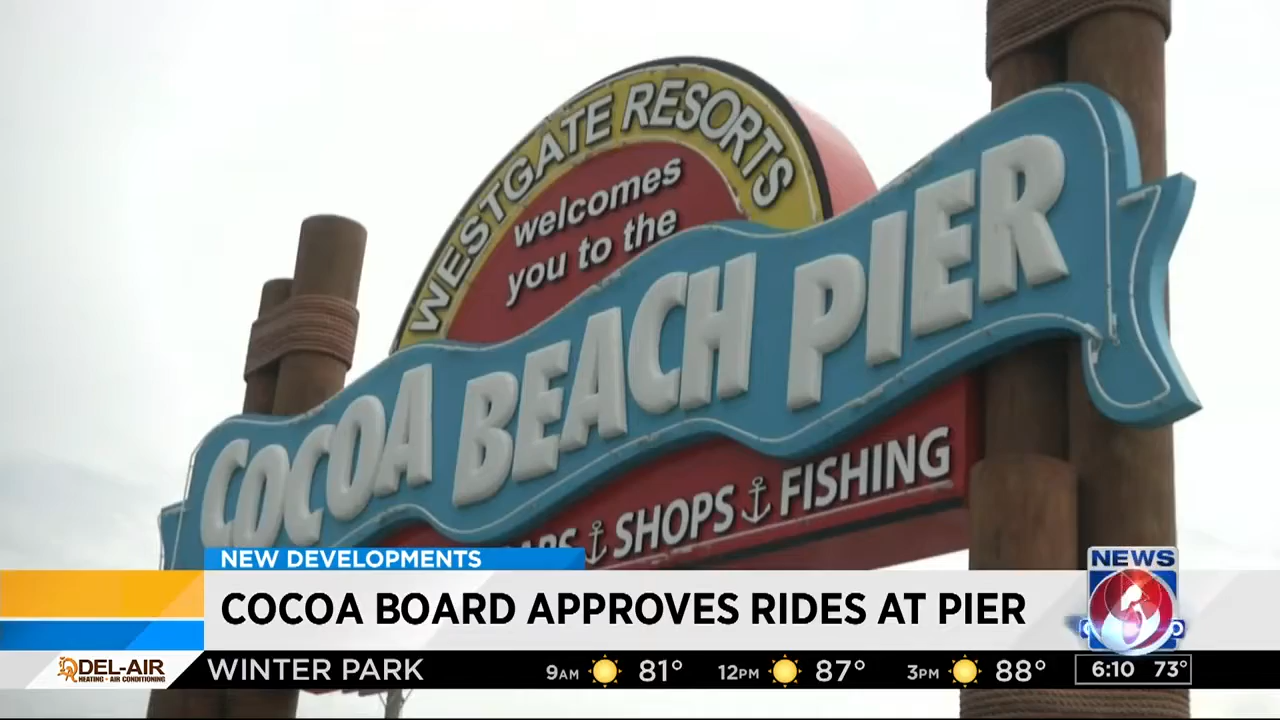 WESTGATE RESORTS
welcomes
you to the
COCOA BEACH PIER
SHOPS ⚓ FISHING
NEW DEVELOPMENTS
COCOA BOARD APPROVES RIDES AT PIER
NEWS
DEL-AIR
HEATING - AIR CONDITIONING
WINTER PARK 9AM 81° 12PM 87° 3PM 88°
6:10 73°